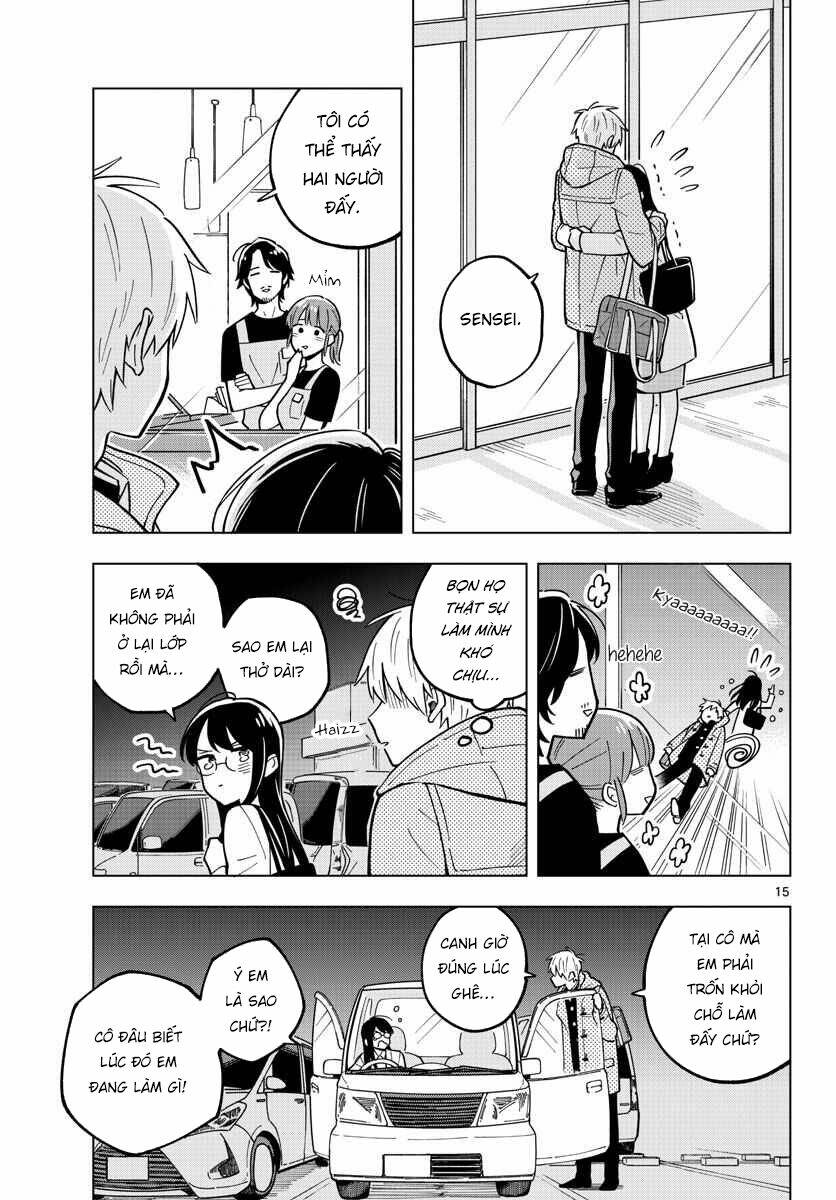 SENSEI.
TÔI CÓ
THỂ THẤY
HAI NGƯỜI
ĐẤY.
Mỉm
Kyaaaaaaaaaa!!
hehehe
BỌN HỌ
THẬT SỰ
LÀM MÌNH
KHÓ
CHỊU...
Haizz
SAO EM LẠI
THỞ DÀI?
EM ĐÃ
KHÔNG PHẢI
Ở LẠI LỚP
RỒI MÀ...
15
TẠI CÔ MÀ
EM PHẢI
TRỐN KHỎI
CHỖ LÀM
ĐẤY CHỨ?
CANH GIỜ
ĐÚNG LÚC
GHÊ...
Ý EM
LÀ SAO
CHỨ?!
CÔ ĐÂU BIẾT
LÚC ĐÓ EM
ĐANG LÀM GÌ!